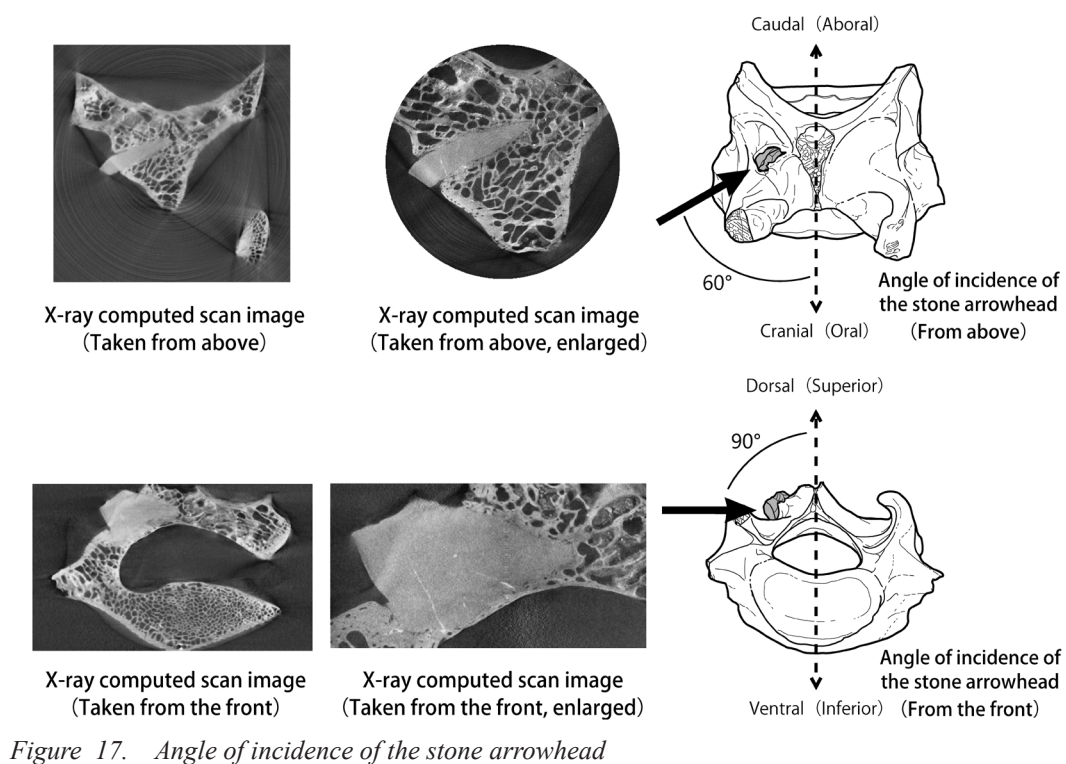 Caudal（Aboral）
X-ray computed scan image
（Taken from above）
X-ray computed scan image
（Taken from above, enlarged）
60°
Angle of incidence of
the stone arrowhead
（From above）
Cranial（Oral）
Dorsal（Superior）
90°
X-ray computed scan image
（Taken from the front）
X-ray computed scan image
（Taken from the front, enlarged）
Angle of incidence of
the stone arrowhead
（From the front）
Ventral（Inferior）
Figure 17. Angle of incidence of the stone arrowhead